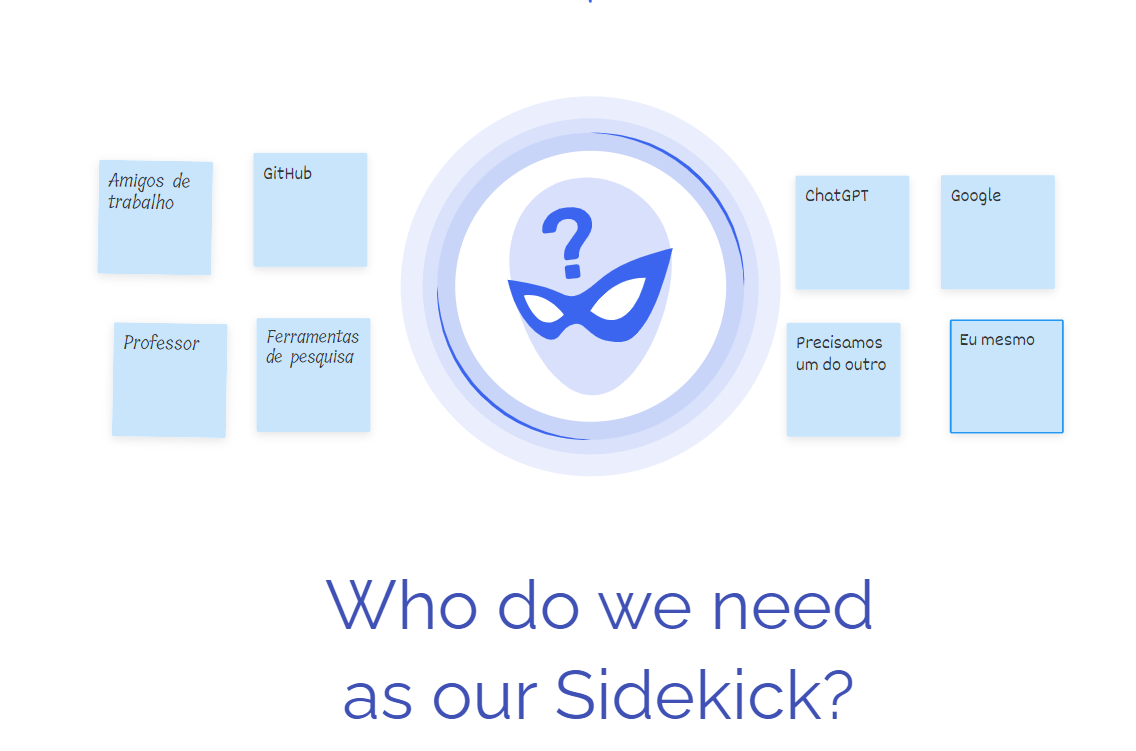 Amigos de
trabalho
GitHub
ChatGPT
Google
?
Professor
Ferramentas
de pesquisa
Precisamos
um do outro
Eu mesmo
Who do we need
as our Sidekick?